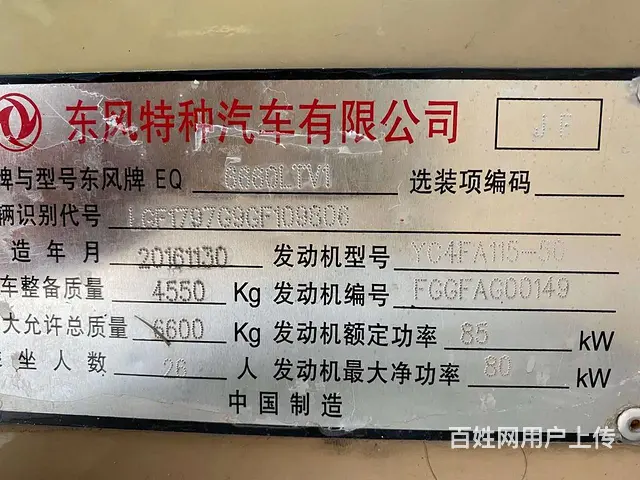 东风特种汽车有限公司 JF
牌与型号东风牌 EQ 6660LTV1 选装项编码
辆识别代号 LGF1797G9GF109806
造年月 20161130 发动机型号 YC4FA115-50
车整备质量 4550 Kg 发动机编号 FGGFAG00149
大允许总质量 6600 Kg 发动机额定功率 85 kW
坐人数 26 人 发动机最大净功率 80 kW
中国制造
百姓网用户上传